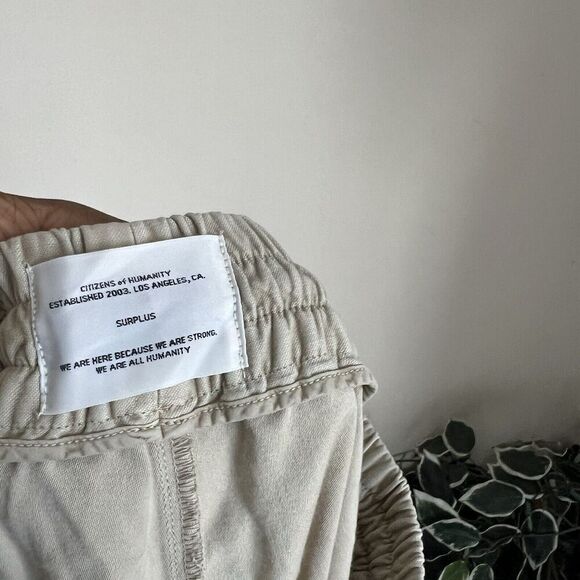 CITIZENS of HUMANITY
ESTABLISHED 2003. LOS ANGELES, CA.
SURPLUS
WE ARE HERE BECAUSE WE ARE STRONG.
WE ARE ALL HUMANITY